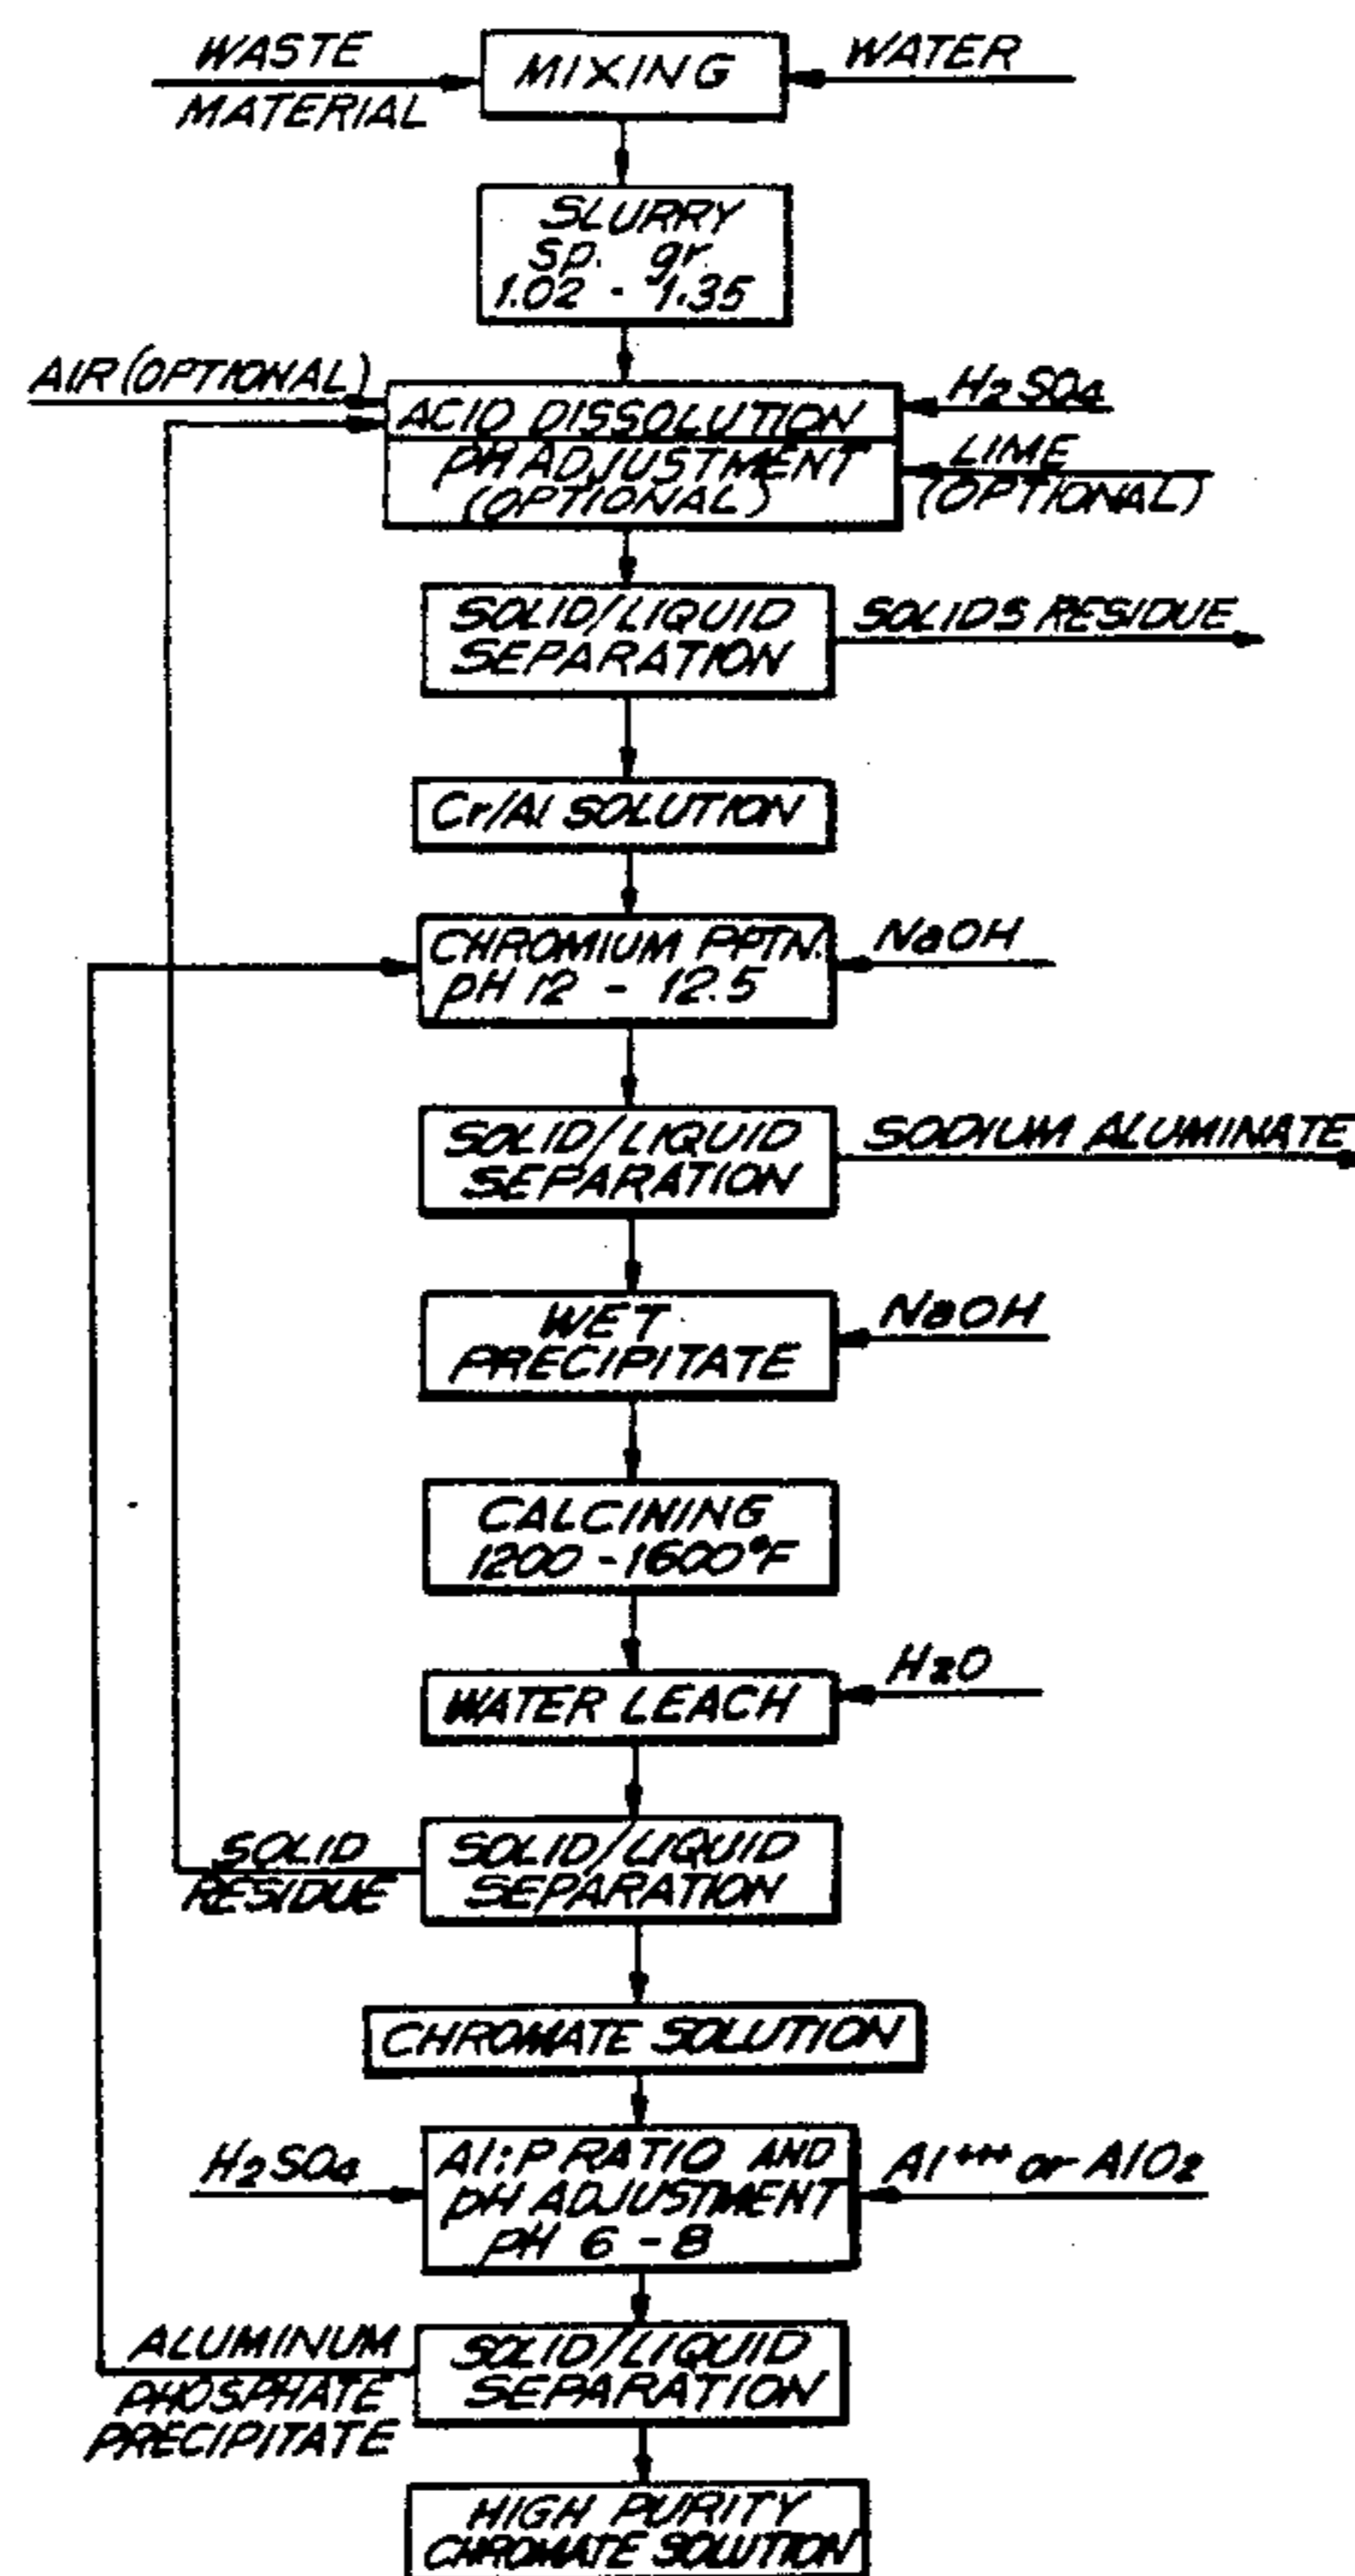 WASTE
MATERIAL
MIXING
WATER
SLURRY
sp. gr.
1.02 - 1.35
AIR (OPTIONAL)
ACID DISSOLUTION
H2SO4
pH ADJUSTMENT
(OPTIONAL)
LIME
(OPTIONAL)
SOLID/LIQUID
SEPARATION
SOLIDS RESIDUE
Cr/Al SOLUTION
CHROMIUM PPTN.
pH 12 - 12.5
NaOH
SOLID/LIQUID
SEPARATION
SODIUM ALUMINATE
WET
PRECIPITATE
NaOH
CALCINING
1200 - 1600°F
WATER LEACH
H2O
SOLID
RESIDUE
SOLID/LIQUID
SEPARATION
CHROMATE SOLUTION
H2SO4
Al:P RATIO AND
pH ADJUSTMENT
pH 6 - 8
Al+++ or AlO2
ALUMINUM
PHOSPHATE
PRECIPITATE
SOLID/LIQUID
SEPARATION
HIGH PURITY
CHROMATE SOLUTION